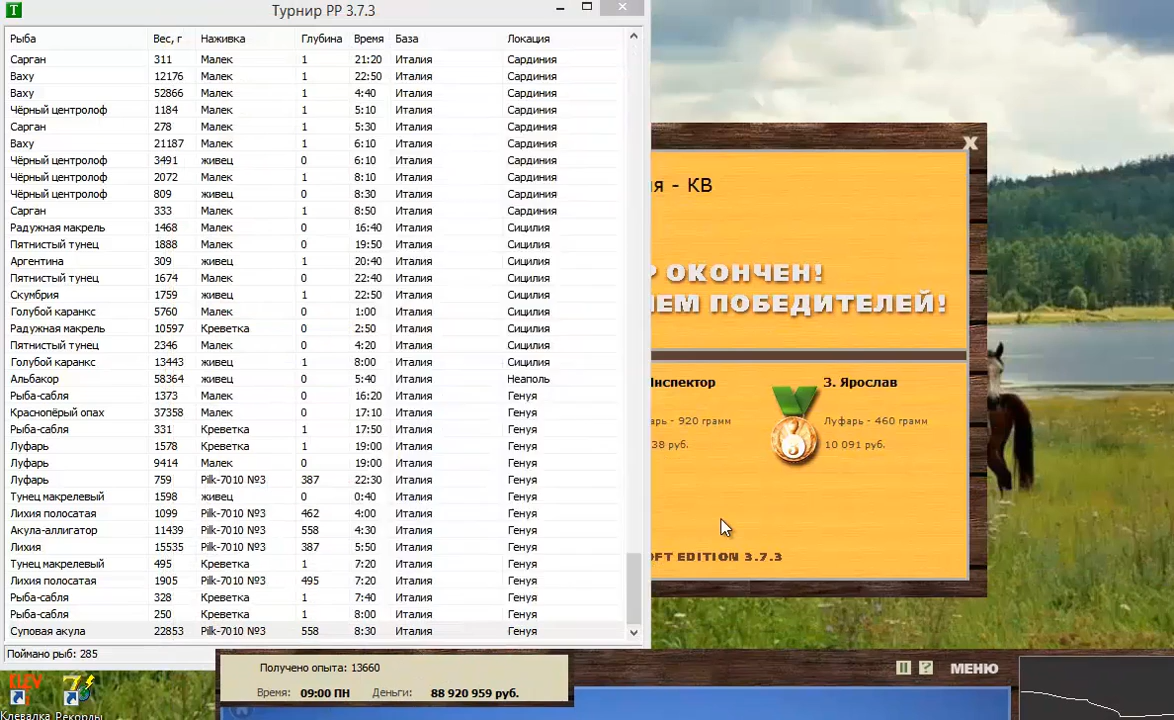 Турнир РР 3.7.3
Рыба Вес, г Наживка Глубина Время База Локация
Сарган 311 Малек 1 21:20 Италия Сардиния
Ваху 12176 Малек 1 22:50 Италия Сардиния
Ваху 52866 Малек 1 4:40 Италия Сардиния
Чёрный центролоф 1184 Малек 1 5:10 Италия Сардиния
Сарган 278 Малек 1 5:30 Италия Сардиния
Ваху 21187 Малек 1 6:10 Италия Сардиния
Чёрный центролоф 3491 живец 0 6:10 Италия Сардиния
Чёрный центролоф 2072 Малек 1 8:10 Италия Сардиния
Чёрный центролоф 809 живец 0 8:30 Италия Сардиния
Сарган 333 Малек 1 8:50 Италия Сардиния
Радужная макрель 1468 Малек 0 16:40 Италия Сицилия
Пятнистый тунец 1888 Малек 0 19:50 Италия Сицилия
Аргентина 309 живец 1 20:40 Италия Сицилия
Пятнистый тунец 1674 Малек 0 22:40 Италия Сицилия
Скумбрия 1759 живец 1 22:50 Италия Сицилия
Голубой каранкс 5760 Малек 0 1:00 Италия Сицилия
Радужная макрель 10597 Креветка 0 2:50 Италия Сицилия
Пятнистый тунец 2346 Малек 0 4:20 Италия Сицилия
Голубой каранкс 13443 живец 1 8:00 Италия Сицилия
Альбакор 58364 живец 0 5:40 Италия Неаполь
Рыба-сабля 1373 Малек 0 16:20 Италия Генуя
Краснопёрый опах 37358 Малек 0 17:10 Италия Генуя
Рыба-сабля 331 Креветка 1 17:50 Италия Генуя
Луфарь 1578 Креветка 1 19:00 Италия Генуя
Луфарь 9414 Малек 0 19:00 Италия Генуя
Луфарь 759 Pilk-7010 №3 387 22:30 Италия Генуя
Тунец макрелевый 1598 живец 0 0:40 Италия Генуя
Лихия полосатая 1099 Pilk-7010 №3 462 4:00 Италия Генуя
Акула-аллигатор 11439 Pilk-7010 №3 558 4:30 Италия Генуя
Лихия 15535 Pilk-7010 №3 387 5:50 Италия Генуя
Тунец макрелевый 495 Креветка 1 7:20 Италия Генуя
Лихия полосатая 1905 Pilk-7010 №3 495 7:20 Италия Генуя
Рыба-сабля 328 Креветка 1 7:40 Италия Генуя
Рыба-сабля 250 Креветка 1 8:00 Италия Генуя
Суповая акула 22853 Pilk-7010 №3 558 8:30 Италия Генуя
Поймано рыб: 285
я - КВ
Р ОКОНЧЕН!
ЕМ ПОБЕДИТЕЛЕЙ!
Инспектор 3. Ярослав
арь - 920 грамм Луфарь - 460 грамм
38 руб. 10 091 руб.
FT EDITION 3.7.3
Получено опыта: 13660
Время: 09:00 ПН Деньги: 88 920 959 руб.
МЕНЮ
Клевалка Рекорды